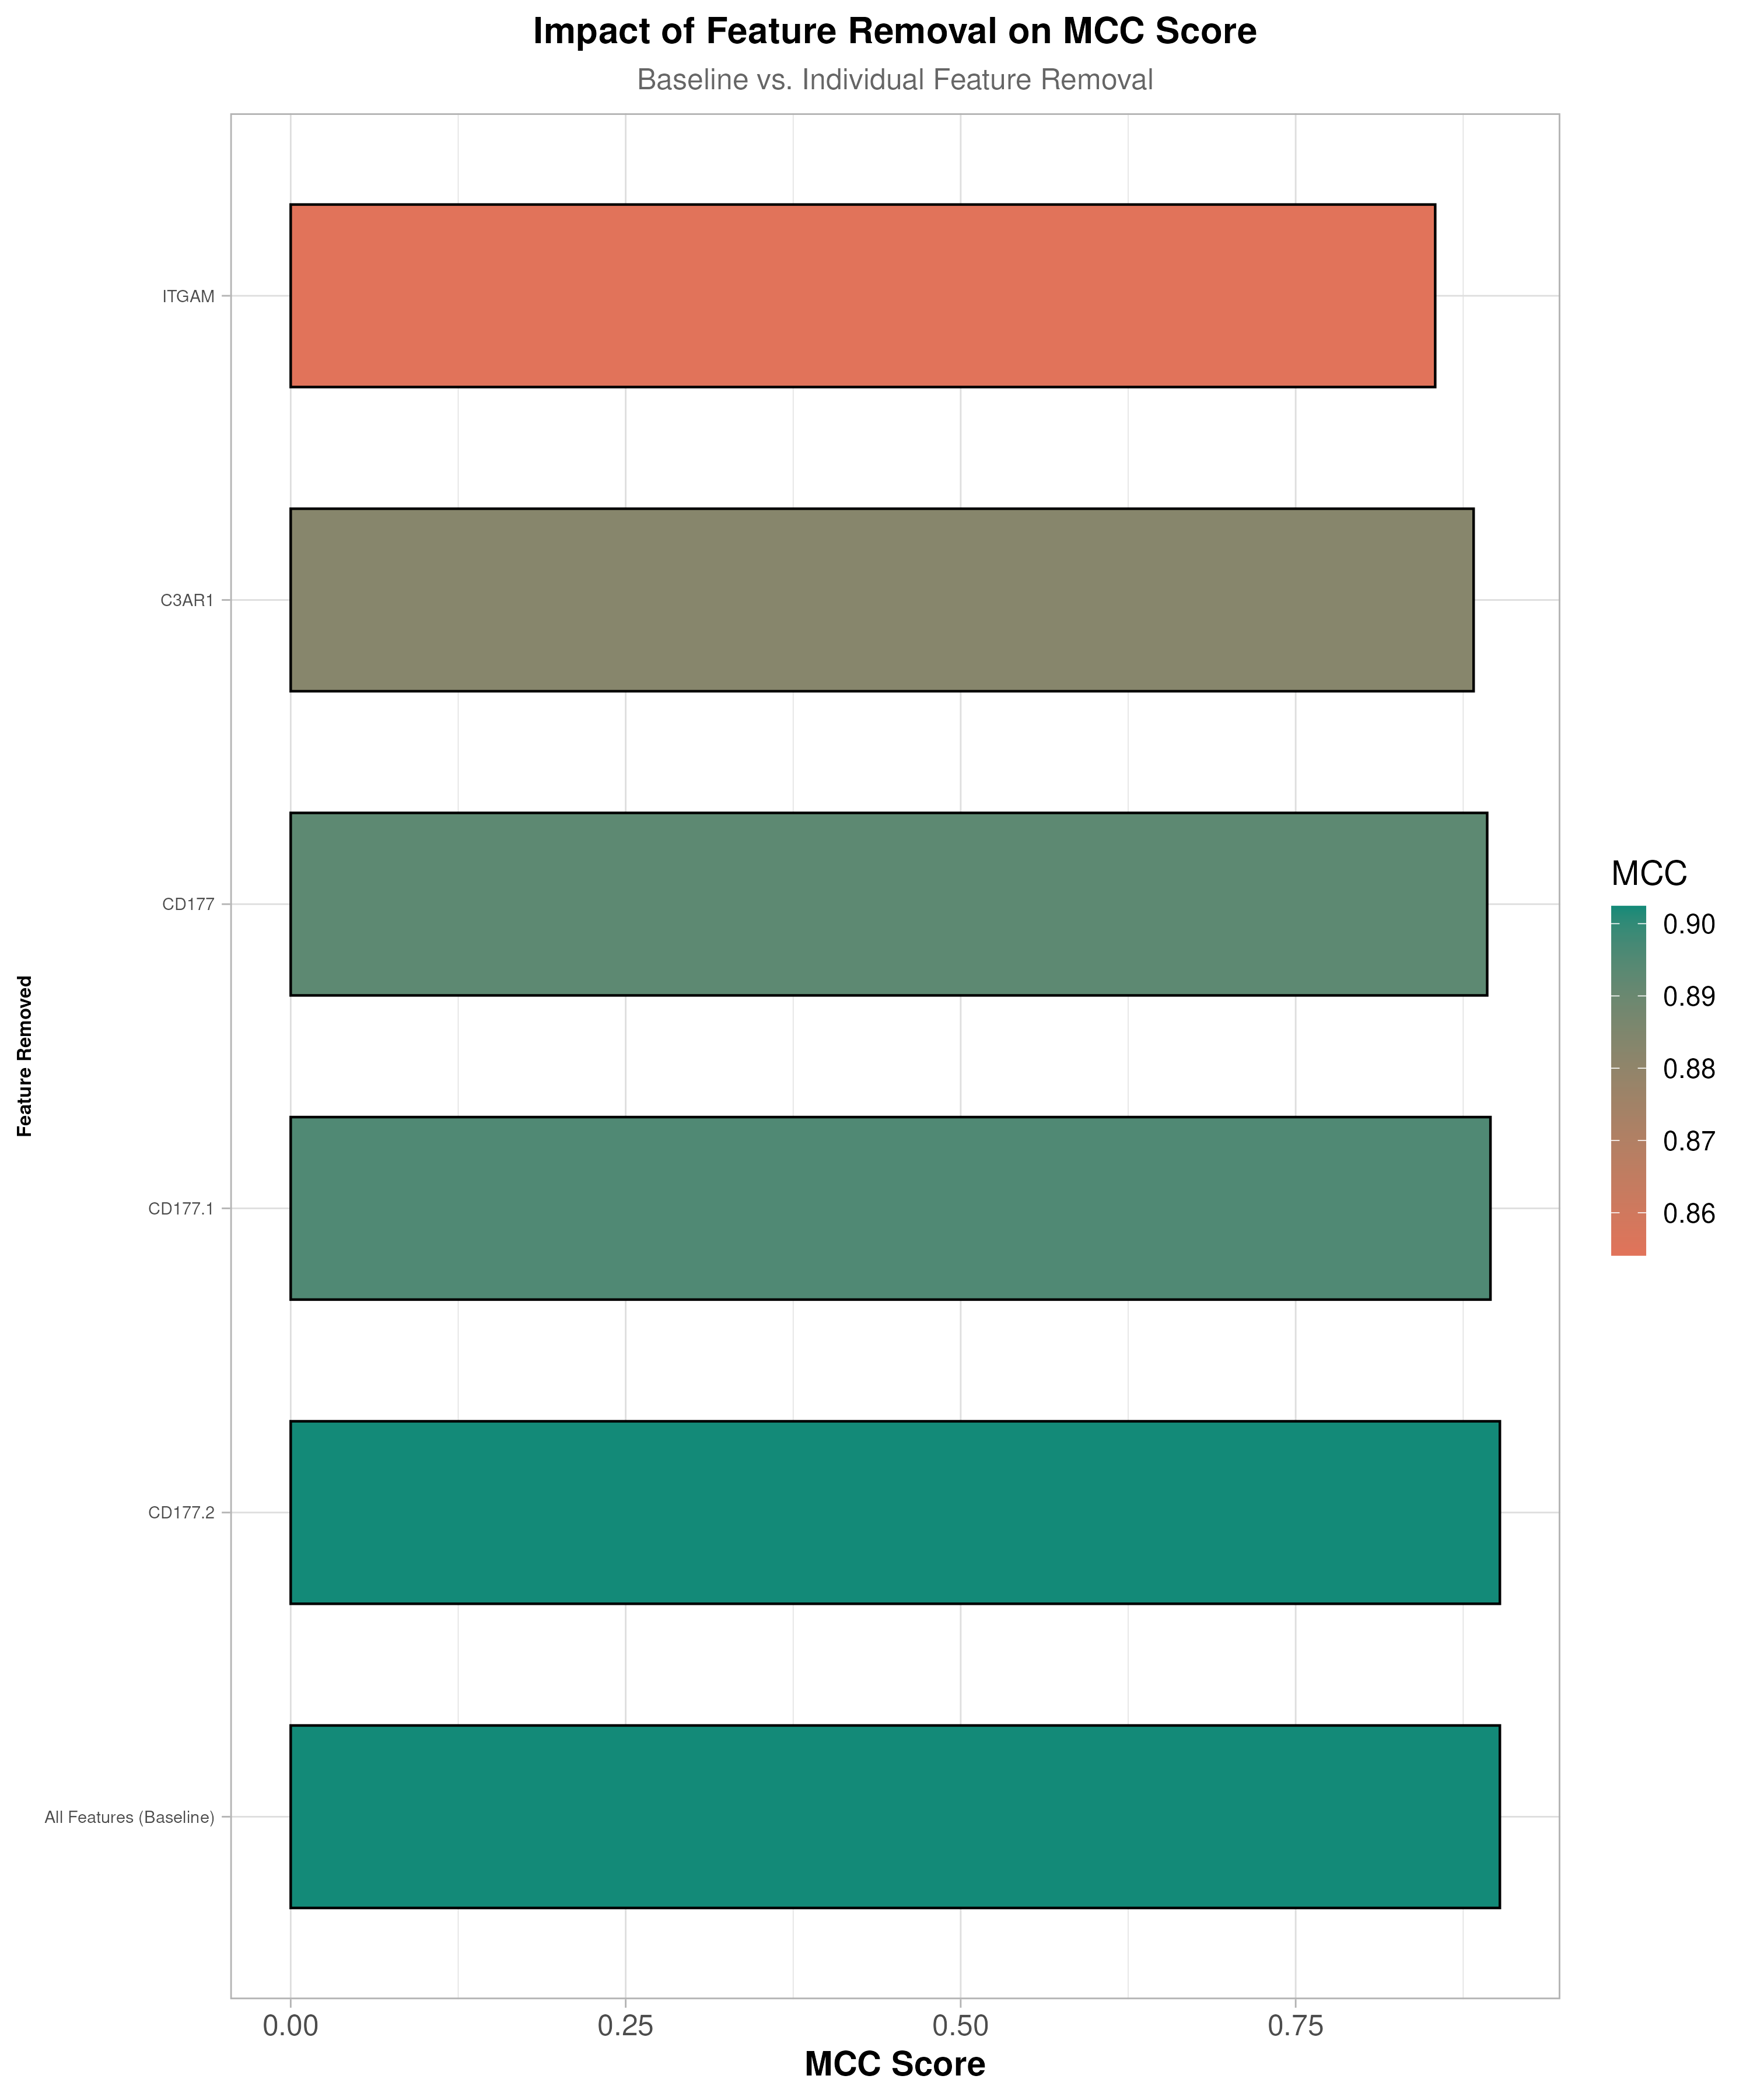 Impact of Feature Removal on MCC Score
Baseline vs. Individual Feature Removal
Feature Removed
ITGAM
C3AR1
CD177
CD177.1
CD177.2
All Features (Baseline)
0.00 0.25 0.50 0.75
MCC Score
MCC
0.90
0.89
0.88
0.87
0.86